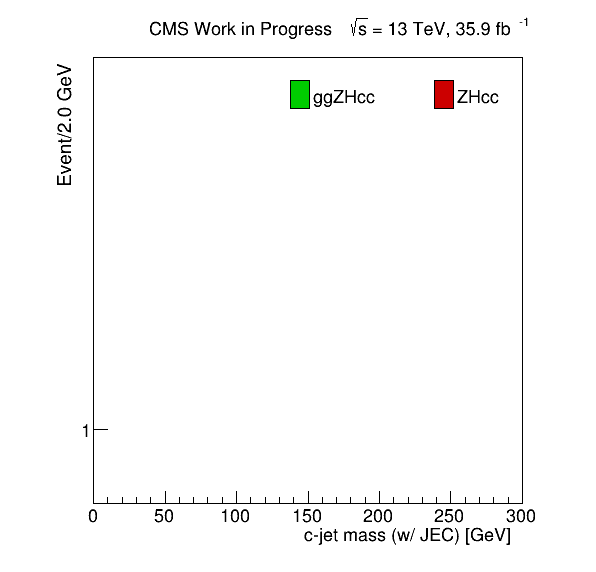 CMS Work in Progress √s = 13 TeV, 35.9 fb -1
Event/2.0 GeV
ggZHcc ZHcc
1
0 50 100 150 200 250 300
c-jet mass (w/ JEC) [GeV]